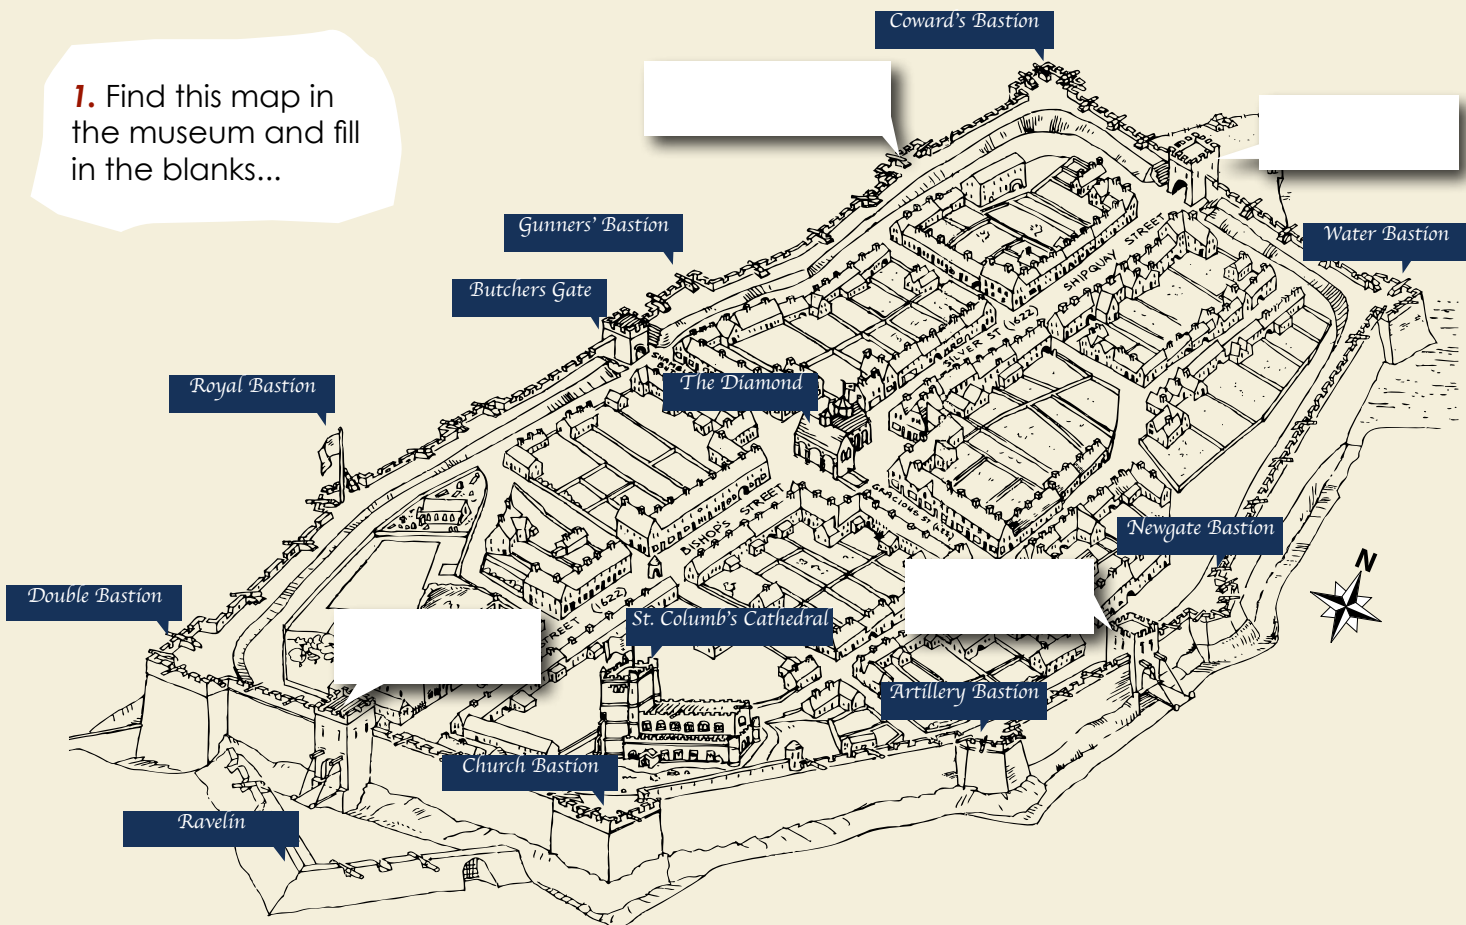 1. Find this map in
the museum and fill
in the blanks...
Coward's Bastion
Gunners' Bastion
Water Bastion
Butchers Gate
SHIPQUAY STREET
SILVER ST (1622)
Royal Bastion
The Diamond
BISHOP'S STREET
GRACIOUS ST
Newgate Bastion
N
Double Bastion
(1622)
STREET
St. Columb's Cathedral
Artillery Bastion
Church Bastion
Ravelin